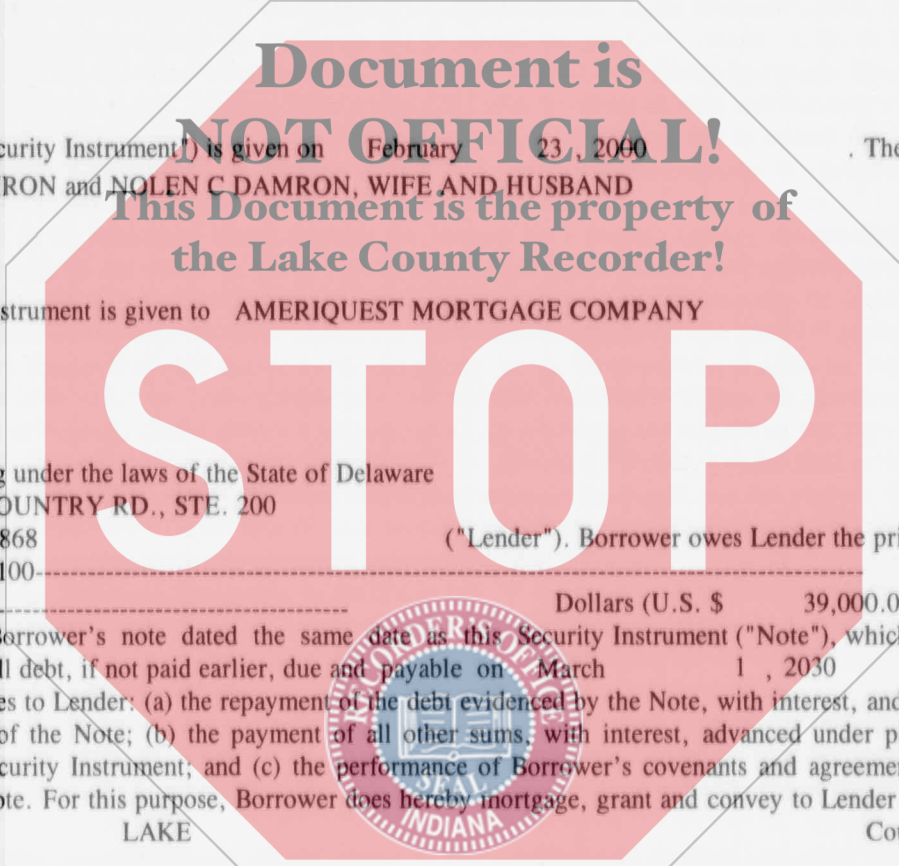 Document is
NOT OFFICIAL!
curity Instrument") is given on February 23 , 2000 . The
RON and NOLEN C DAMRON, WIFE AND HUSBAND
This Document is the property of
the Lake County Recorder!
strument is given to AMERIQUEST MORTGAGE COMPANY
STOP
g under the laws of the State of Delaware
OUNTRY RD., STE. 200
868 ("Lender"). Borrower owes Lender the pri
100--------------------------------------------------------------------------------
---------------------------------------- Dollars (U.S. $ 39,000.0
Borrower's note dated the same date as this Security Instrument ("Note"), which
ll debt, if not paid earlier, due and payable on March 1 , 2030
es to Lender: (a) the repayment of the debt evidenced by the Note, with interest, and
of the Note; (b) the payment of all other sums, with interest, advanced under p
curity Instrument; and (c) the performance of Borrower's covenants and agreeme
ote. For this purpose, Borrower does hereby mortgage, grant and convey to Lender
LAKE Cou
RECORDER'S OFFICE
SEAL
INDIANA